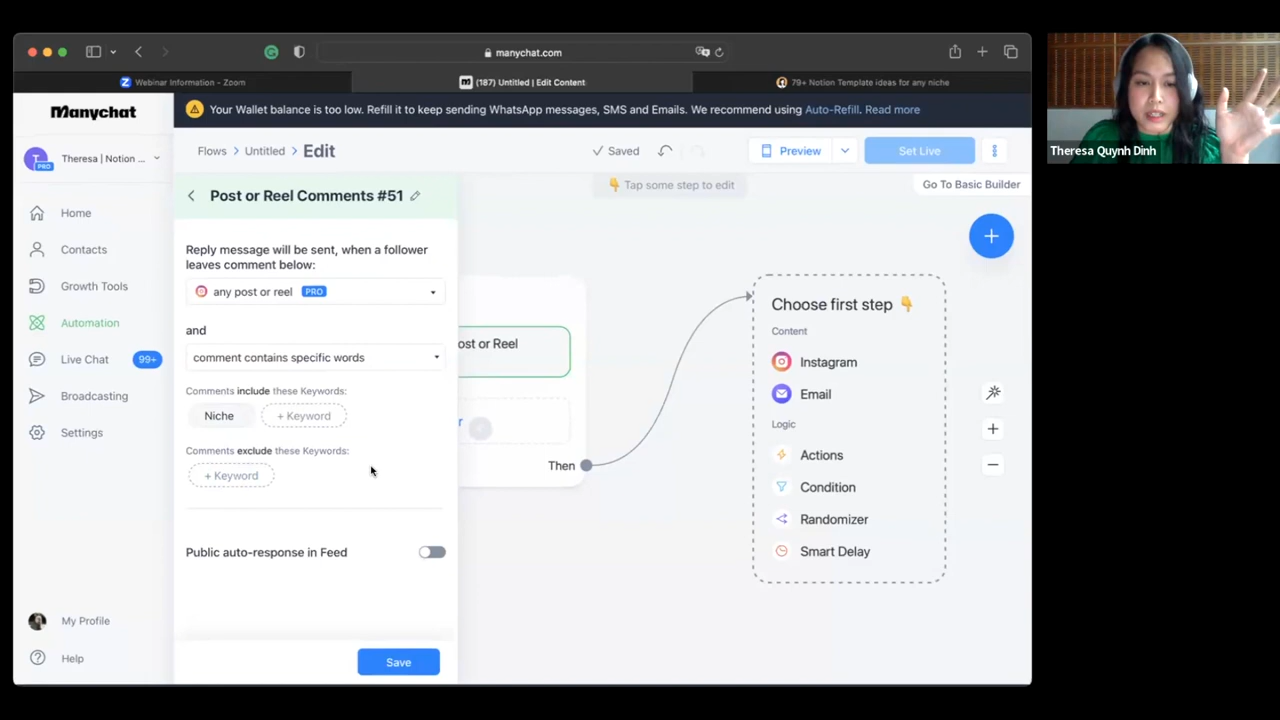 manychat.com
Webinar Information - Zoom
(187) Untitled | Edit Content
79+ Notion Template ideas for any niche
Manychat
Your Wallet balance is too low. Refill it to keep sending WhatsApp messages, SMS and Emails. We recommend using Auto-Refill. Read more
T
PRO
Theresa | Notion ...
Flows > Untitled > Edit
Saved
Preview
Set Live
Tap some step to edit
Go To Basic Builder
Home
Contacts
Growth Tools
Automation
Live Chat
99+
Broadcasting
Settings
My Profile
Help
Post or Reel Comments #51
Reply message will be sent, when a follower
leaves comment below:
any post or reel PRO
and
comment contains specific words
Comments include these Keywords:
Niche
+ Keyword
Comments exclude these Keywords:
+ Keyword
Public auto-response in Feed
Save
ost or Reel
r
Then
Choose first step
Content
Instagram
Email
Logic
Actions
Condition
Randomizer
Smart Delay
Theresa Quynh Dinh